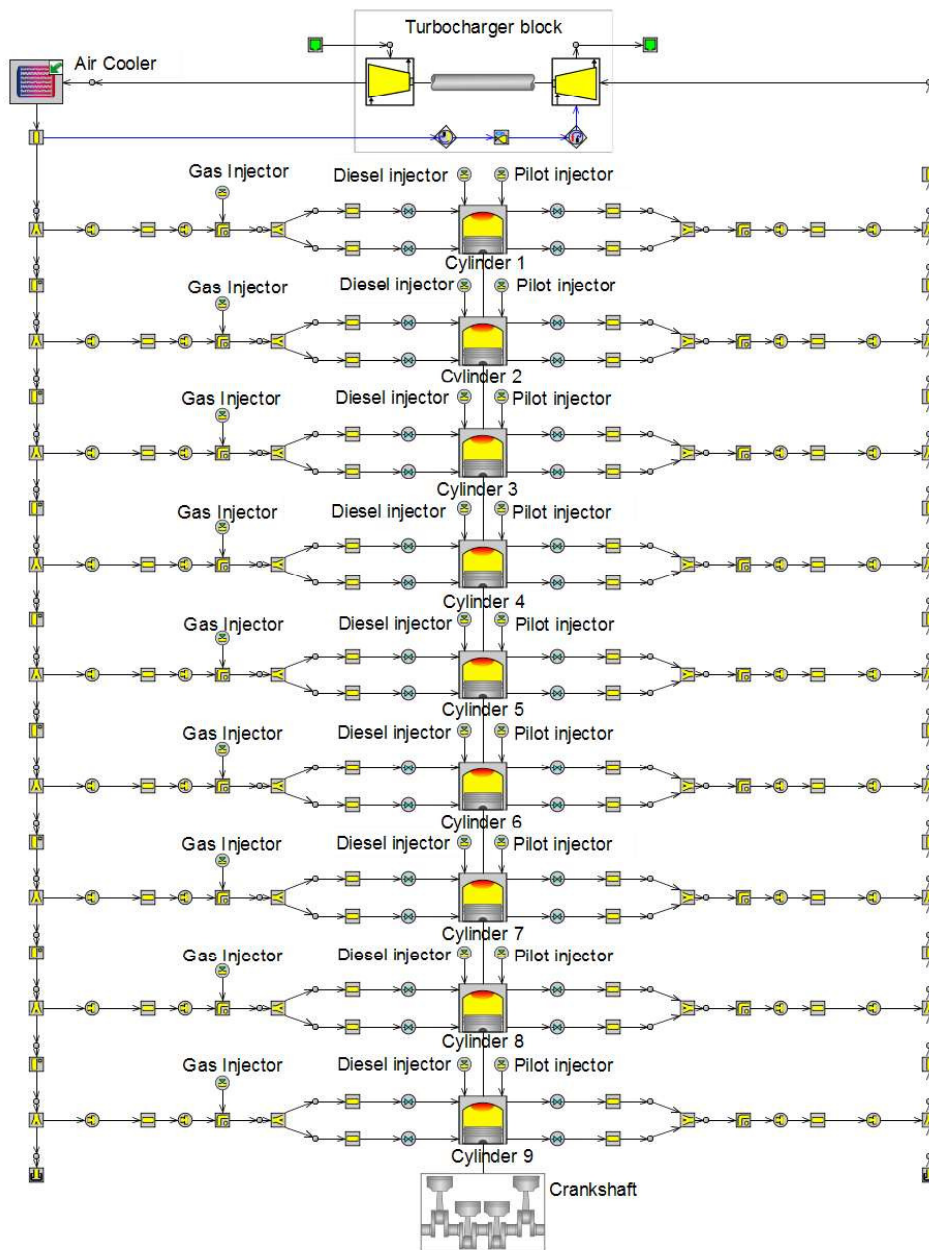 Turbocharger block
Air Cooler
Gas Injector
Diesel injector
Pilot injector
Cylinder 1
Gas Injector
Diesel injector
Pilot injector
Cylinder 2
Gas Injector
Diesel injector
Pilot injector
Cylinder 3
Gas Injector
Diesel injector
Pilot injector
Cylinder 4
Gas Injector
Diesel injector
Pilot injector
Cylinder 5
Gas Injector
Diesel injector
Pilot injector
Cylinder 6
Gas Injector
Diesel injector
Pilot injector
Cylinder 7
Gas Injector
Diesel injector
Pilot injector
Cylinder 8
Gas Injector
Diesel injector
Pilot injector
Cylinder 9
Crankshaft